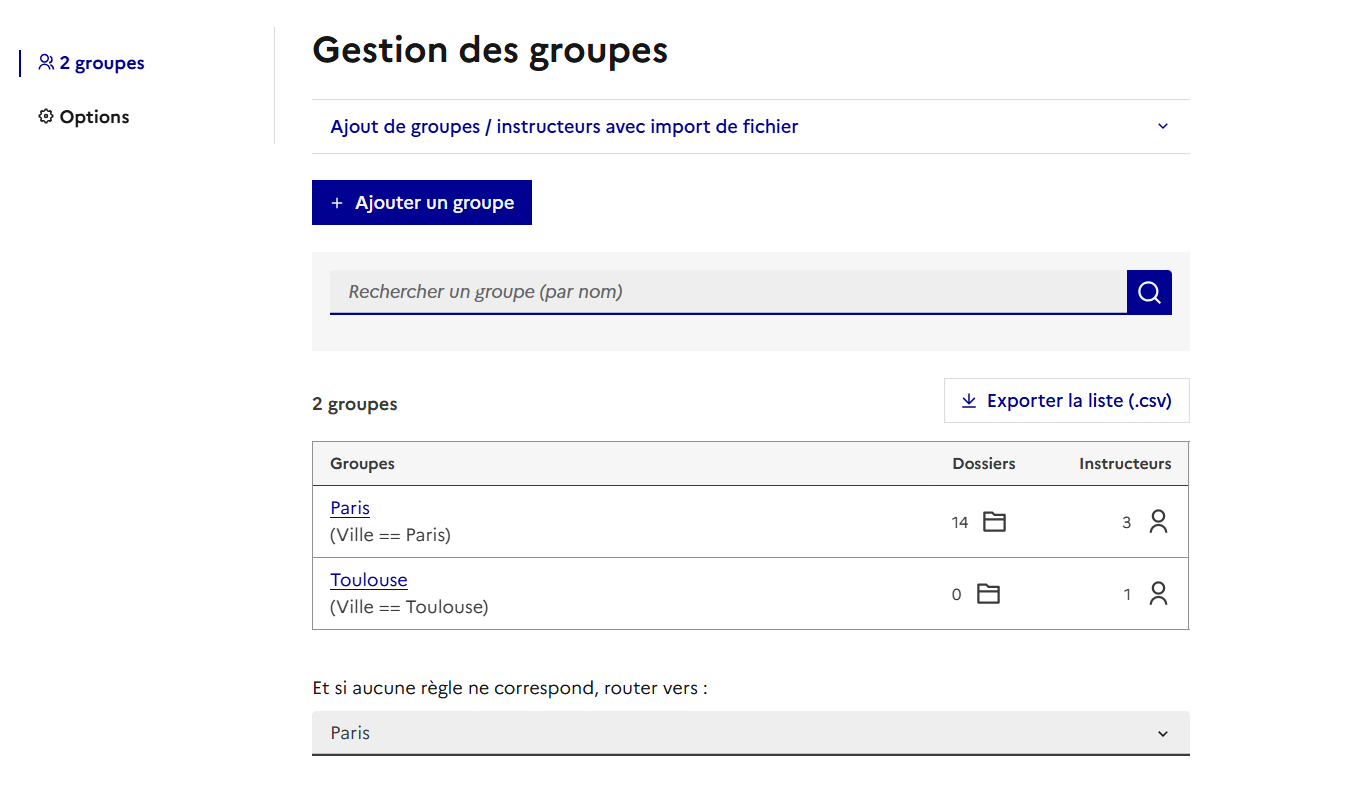 2 groupes
Options
Gestion des groupes
Ajout de groupes / instructeurs avec import de fichier
+ Ajouter un groupe
Rechercher un groupe (par nom)
2 groupes
Exporter la liste (.csv)
Groupes Dossiers Instructeurs
Paris
(Ville == Paris)
14 3
Toulouse
(Ville == Toulouse)
0 1
Et si aucune règle ne correspond, router vers :
Paris